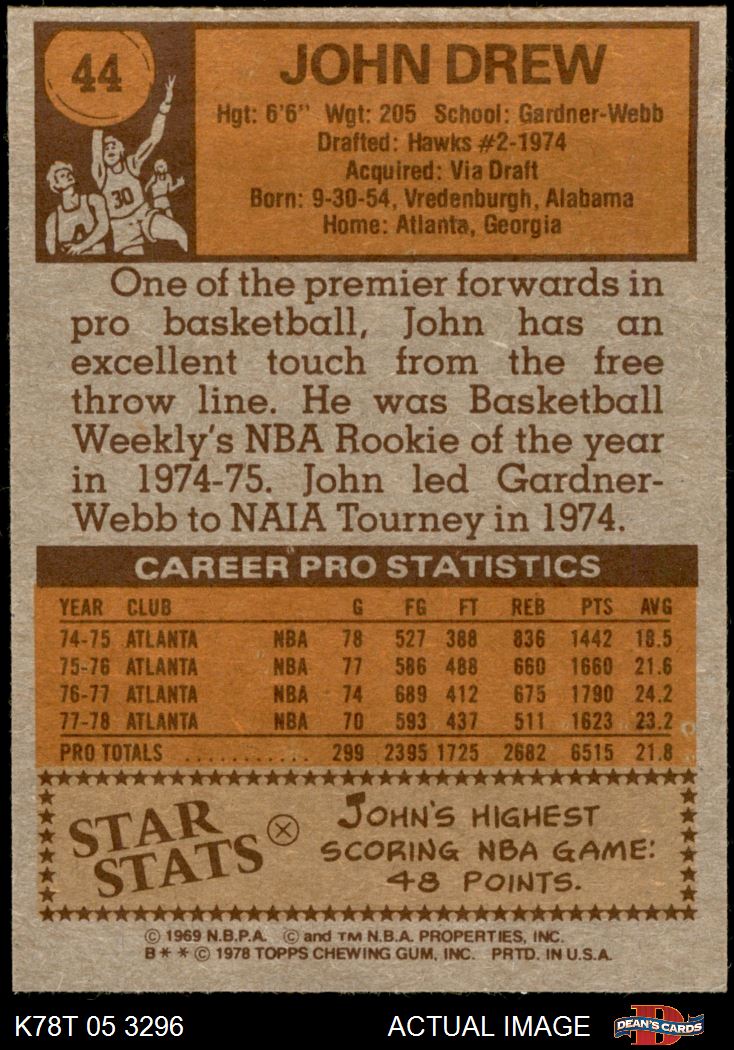 44
JOHN DREW
Hgt: 6'6" Wgt: 205 School: Gardner-Webb
Drafted: Hawks #2-1974
Acquired: Via Draft
Born: 9-30-54, Vredenburgh, Alabama
Home: Atlanta, Georgia
30
A
One of the premier forwards in
pro basketball, John has an
excellent touch from the free
throw line. He was Basketball
Weekly's NBA Rookie of the year
in 1974-75. John led Gardner-
Webb to NAIA Tourney in 1974.
CAREER PRO STATISTICS
YEAR CLUB G FG FT REB PTS AVG
74-75 ATLANTA NBA 78 527 388 836 1442 18.5
75-76 ATLANTA NBA 77 586 488 660 1660 21.6
76-77 ATLANTA NBA 74 689 412 675 1790 24.2
77-78 ATLANTA NBA 70 593 437 511 1623 23.2
PRO TOTALS ........... 299 2395 1725 2682 6515 21.8
STAR STATS
JOHN'S HIGHEST
SCORING NBA GAME:
48 POINTS.
© 1969 N.B.P.A. © and TM N.B.A. PROPERTIES, INC.
B** © 1978 TOPPS CHEWING GUM, INC. PRTD. IN U.S.A.
K78T 05 3296 ACTUAL IMAGE DEAN'S CARDS